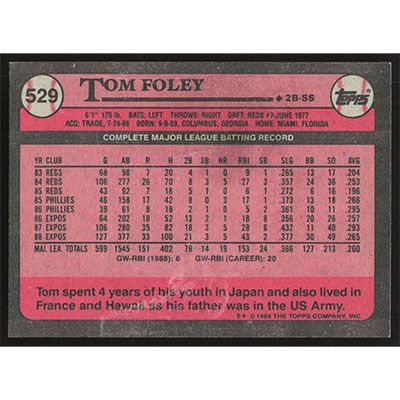 529
TOM FOLEY
2B-SS
topps
6'1" 175 lb. BATS: LEFT THROWS: RIGHT DRFT: REDS #7-JUNE 1977
ACQ: TRADE, 7-24-86 BORN: 9-9-59, COLUMBUS, GEORGIA HOME: MIAMI, FLORIDA
COMPLETE MAJOR LEAGUE BATTING RECORD
YR CLUB G AB R H 2B 3B HR RBI SB SLG BB SO AVG
83 REDS 68 98 7 20 4 1 0 9 1 .265 13 17 .204
84 REDS 106 277 26 70 8 3 5 27 3 .357 24 36 .253
85 REDS 43 92 7 18 5 1 0 6 1 .272 6 16 .196
85 PHILLIES 46 158 17 42 8 0 3 17 1 .373 13 18 .266
86 PHILLIES 39 61 8 18 2 1 0 5 2 .361 10 11 .295
86 EXPOS 64 202 18 52 13 2 1 18 8 .356 20 26 .257
87 EXPOS 106 280 35 82 18 3 5 28 6 .432 11 40 .293
88 EXPOS 127 377 33 100 21 3 5 43 2 .377 30 49 .265
MAJ. LEA. TOTALS 599 1545 151 402 79 14 19 153 24 .366 127 213 .260
GW-RBI (1988): 6 GW-RBI (CAREER): 20
Tom spent 4 years of his youth in Japan and also lived in
France and Hawaii as his father was in the US Army.
© 1989 THE TOPPS COMPANY, INC.